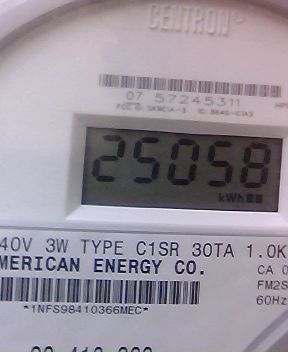 CENTRON®
07 57245311
25058
kWh
40V 3W TYPE C1SR 30TA 1.0K
MERICAN ENERGY CO.
CA 0
FM2S
60Hz
*1NFS98410366MEC*